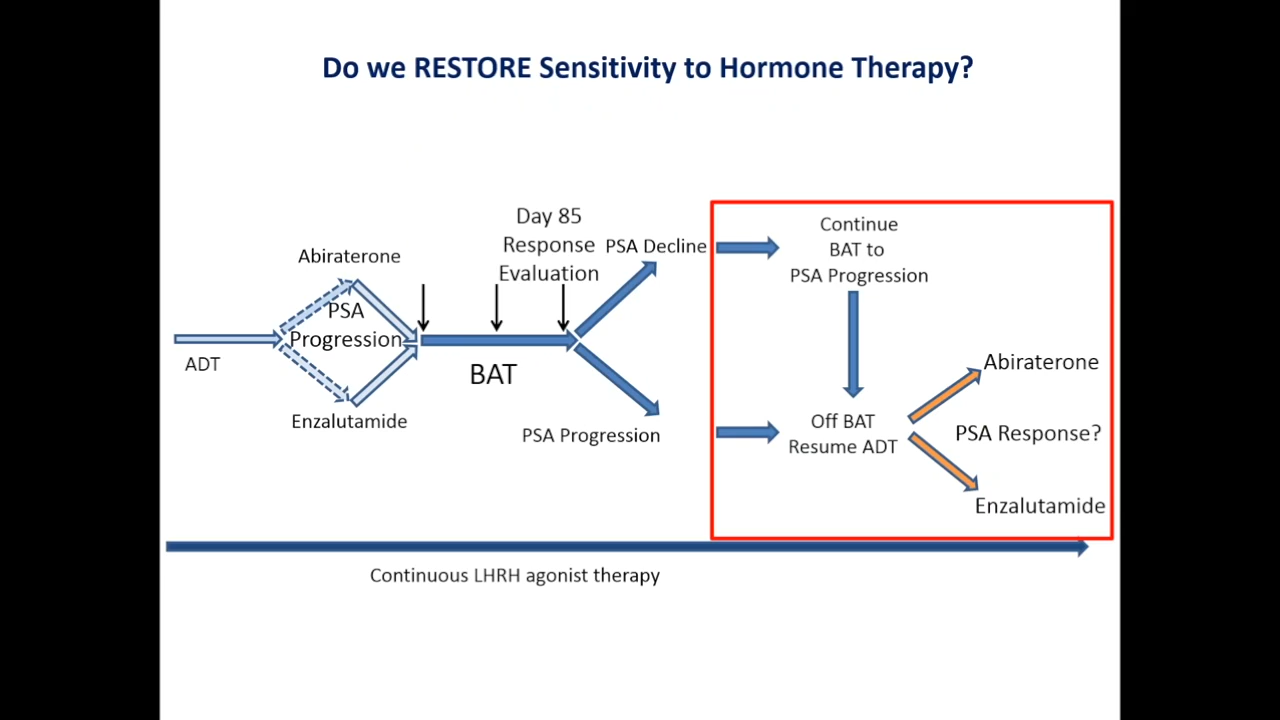 Do we RESTORE Sensitivity to Hormone Therapy?
ADT
Abiraterone
PSA
Progression
Enzalutamide
Day 85
Response
Evaluation
BAT
PSA Decline
PSA Progression
Continue
BAT to
PSA Progression
Off BAT
Resume ADT
Abiraterone
PSA Response?
Enzalutamide
Continuous LHRH agonist therapy